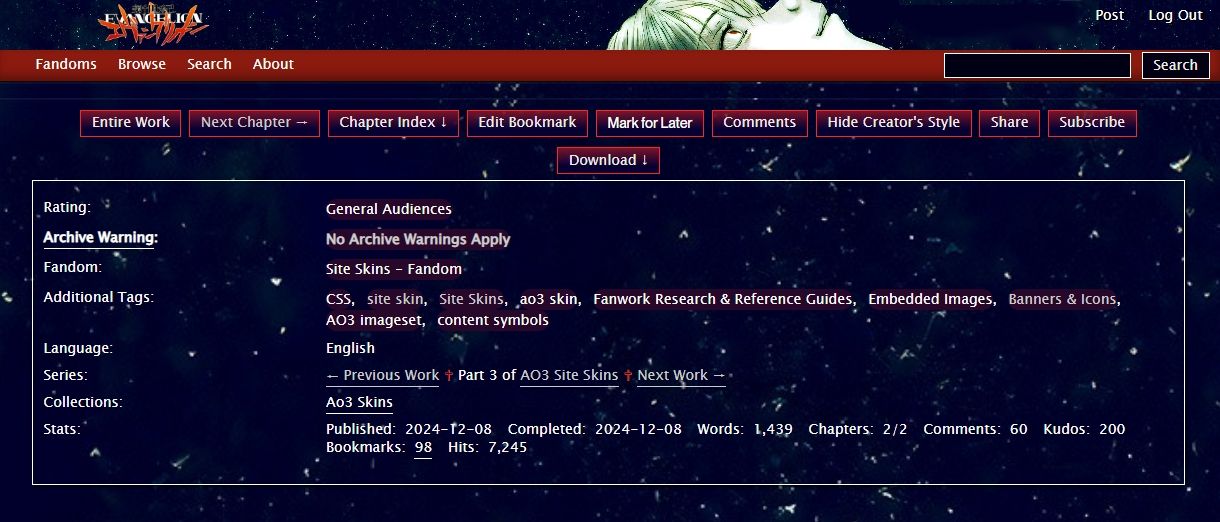 EVANGELION
Post Log Out
Fandoms Browse Search About
Search
Entire Work Next Chapter → Chapter Index ↓ Edit Bookmark Mark for Later Comments Hide Creator's Style Share Subscribe
Download ↓
Rating: General Audiences
Archive Warning: No Archive Warnings Apply
Fandom: Site Skins - Fandom
Additional Tags: CSS, site skin, Site Skins, ao3 skin, Fanwork Research & Reference Guides, Embedded Images, Banners & Icons,
AO3 imageset, content symbols
Language: English
Series: ← Previous Work ✝ Part 3 of AO3 Site Skins ✝ Next Work →
Collections: Ao3 Skins
Stats: Published: 2024-12-08 Completed: 2024-12-08 Words: 1,439 Chapters: 2/2 Comments: 60 Kudos: 200
Bookmarks: 98 Hits: 7,245